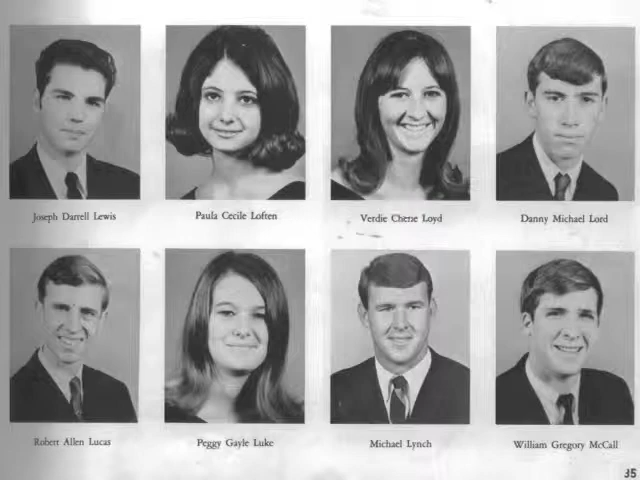 Joseph Darrell Lewis
Paula Cecile Loften
Verdie Cherie Loyd
Danny Michael Lord
Robert Allen Lucas
Peggy Gayle Luke
Michael Lynch
William Gregory McCall
35